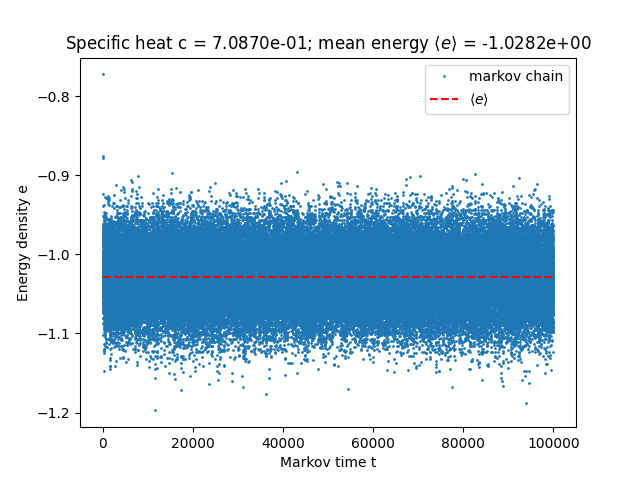 Specific heat c = 7.0870e-01; mean energy ⟨e⟩ = -1.0282e+00
markov chain
⟨e⟩
Energy density e
−0.8
−0.9
−1.0
−1.1
−1.2
0
20000
40000
60000
80000
100000
Markov time t